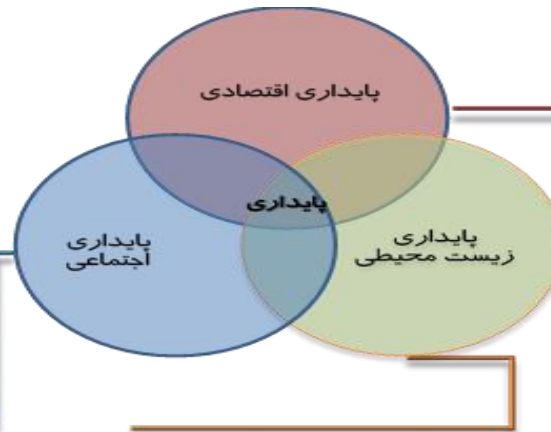 پایداری اقتصادی
پایداری
پایداری
زیست محیطی
پایداری
اجتماعی